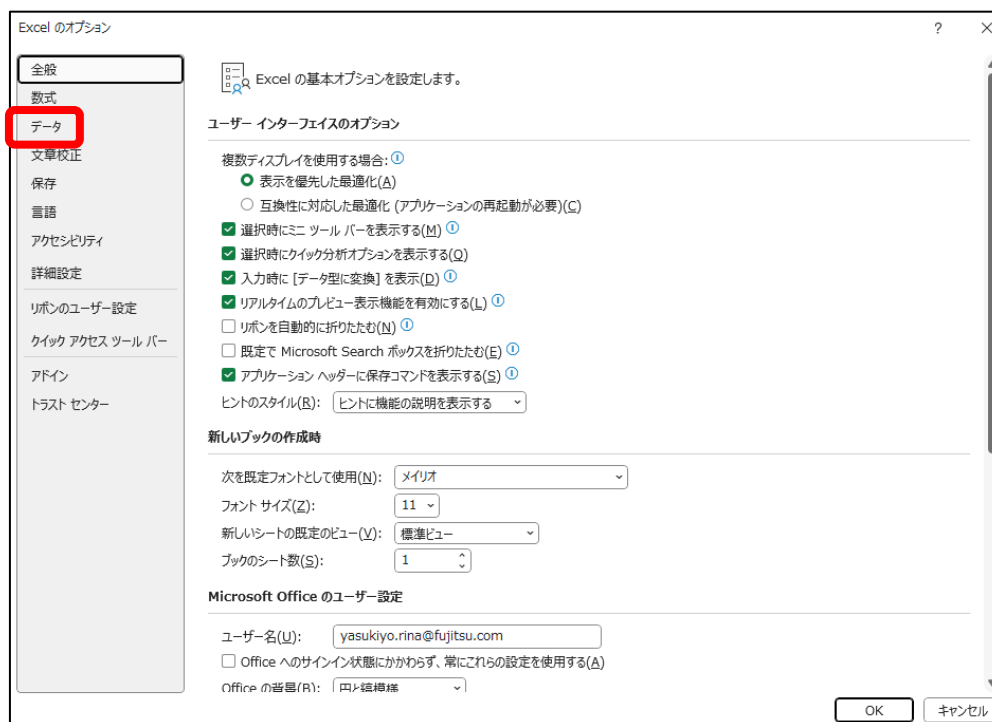 Excel のオプション
?
全般
数式
データ
文章校正
保存
言語
アクセシビリティ
詳細設定
リボンのユーザー設定
クイック アクセス ツール バー
アドイン
トラスト センター
Excel の基本オプションを設定します。
ユーザー インターフェイスのオプション
複数ディスプレイを使用する場合:
表示を優先した最適化(A)
互換性に対応した最適化 (アプリケーションの再起動が必要)(C)
選択時にミニ ツール バーを表示する(M)
選択時にクイック分析オプションを表示する(Q)
入力時に [データ型に変換] を表示(D)
リアルタイムのプレビュー表示機能を有効にする(L)
リボンを自動的に折りたたむ(N)
既定で Microsoft Search ボックスを折りたたむ(E)
アプリケーション ヘッダーに保存コマンドを表示する(S)
ヒントのスタイル(R): ヒントに機能の説明を表示する
新しいブックの作成時
次を既定フォントとして使用(N): メイリオ
フォント サイズ(Z): 11
新しいシートの既定のビュー(V): 標準ビュー
ブックのシート数(S): 1
Microsoft Office のユーザー設定
ユーザー名(U): yasukiyo.rina@fujitsu.com
Office へのサインイン状態にかかわらず、常にこれらの設定を使用する(A)
Office の背景(B): 円と縞模様
OK キャンセル